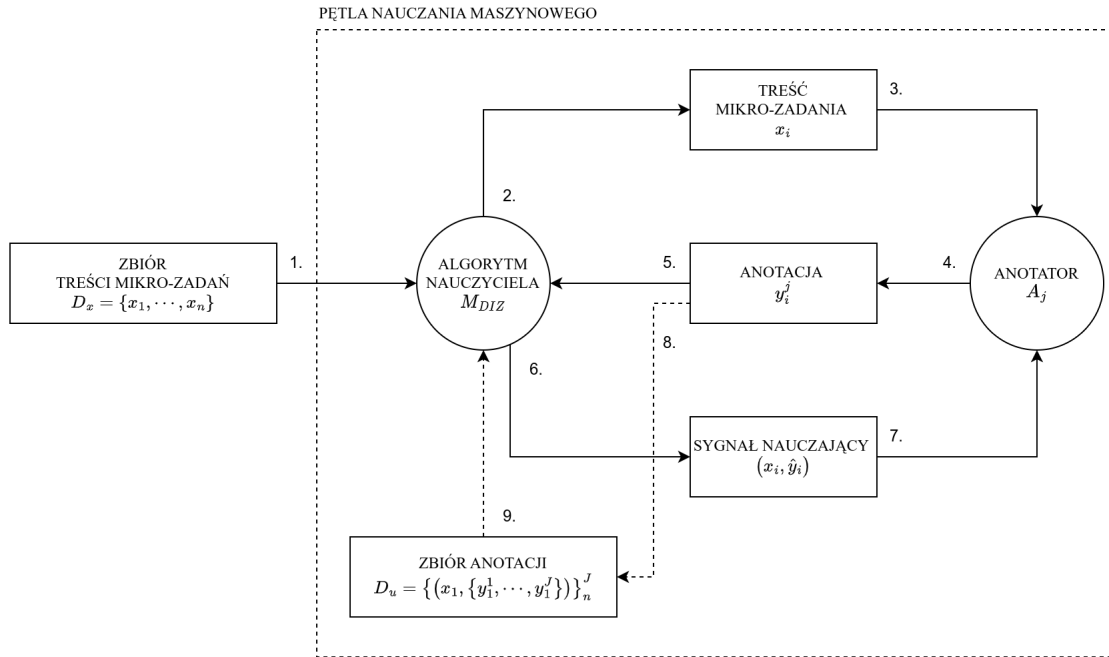 PĘTLA NAUCZANIA MASZYNOWEGO
TREŚĆ
MIKRO-ZADANIA
x_i
3.
2.
ZBIÓR
TREŚCI MIKRO-ZADAŃ
D_x = {x_1, ⋯, x_n}
1.
ALGORYTM
NAUCZYCIELA
M_{DIZ}
5.
ANOTACJA
y_i^j
4.
ANOTATOR
A_j
8.
6.
SYGNAŁ NAUCZAJĄCY
(x_i, ŷ_i)
7.
9.
ZBIÓR ANOTACJI
D_u = {(x_1, {y_1^1, ⋯, y_1^J})}_n^J